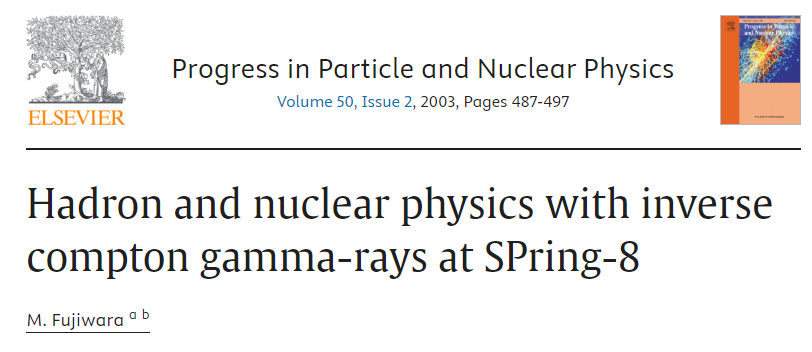 ELSEVIER
Progress in Particle and Nuclear Physics
Volume 50, Issue 2, 2003, Pages 487-497
Progress in Particle
and Nuclear Physics
Hadron and nuclear physics with inverse
compton gamma-rays at SPring-8
M. Fujiwara a b